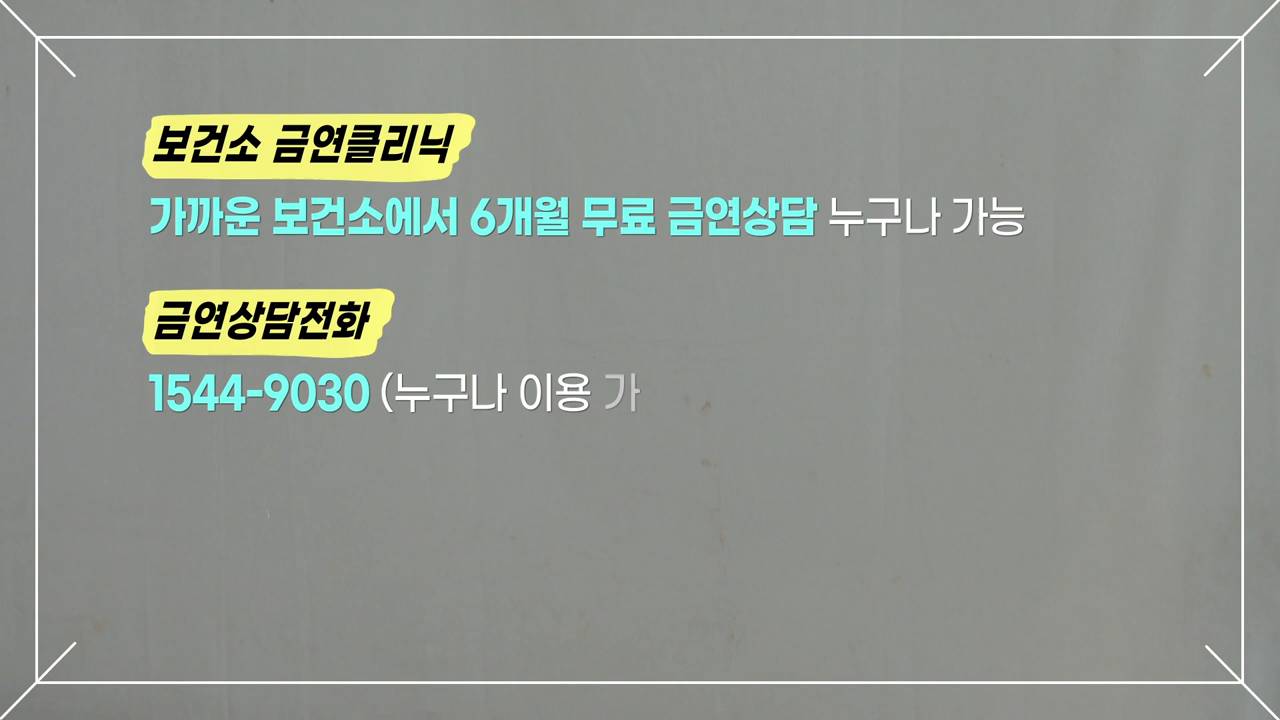 보건소 금연클리닉
가까운 보건소에서 6개월 무료 금연상담 누구나 가능
금연상담전화
1544-9030 (누구나 이용 가